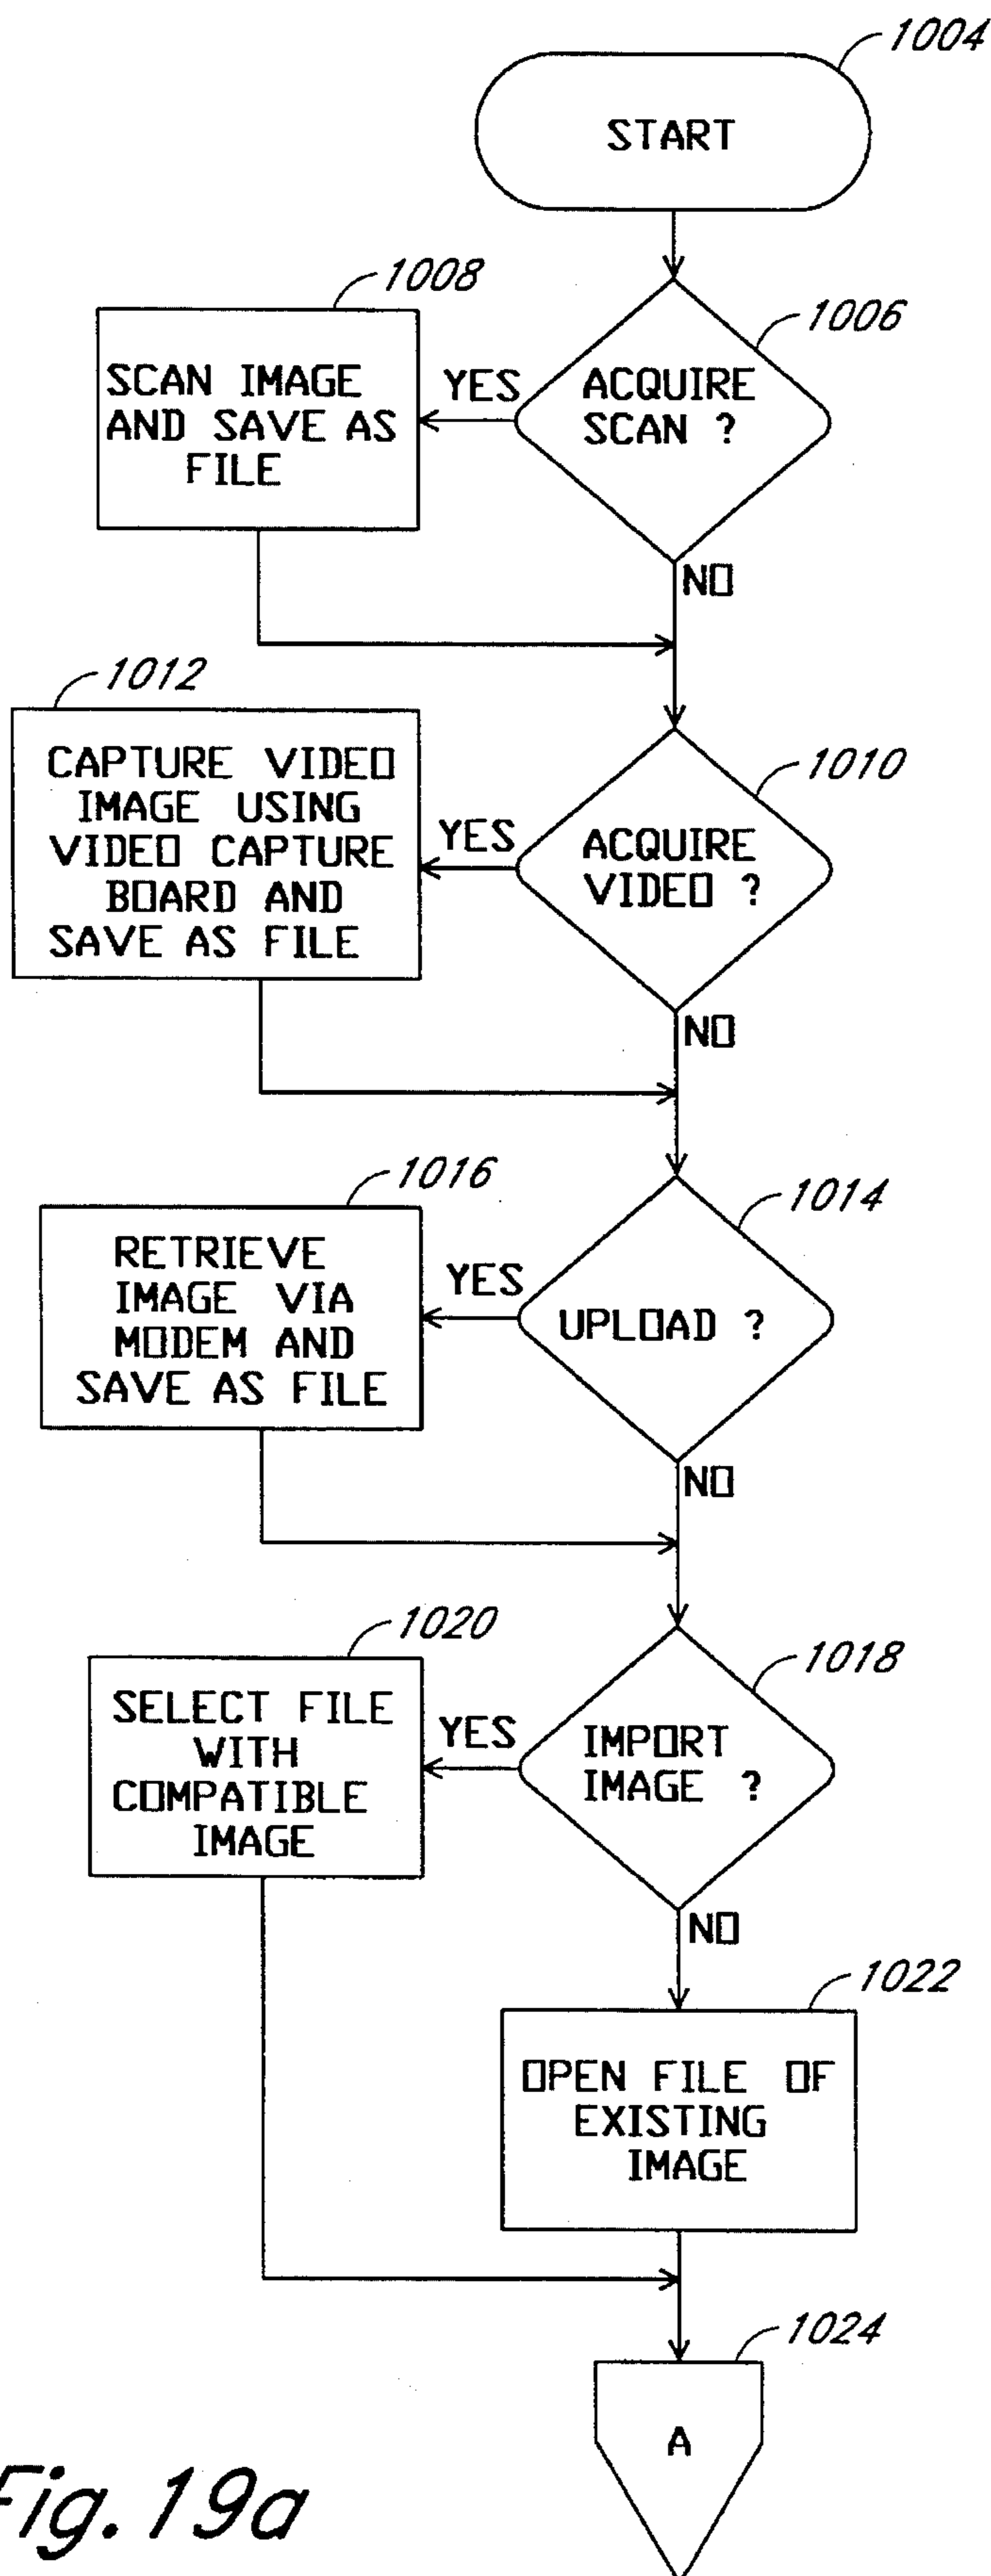 1004
START
1008
1006
SCAN IMAGE
AND SAVE AS
FILE
YES
ACQUIRE
SCAN ?
NO
1012
1010
CAPTURE VIDEO
IMAGE USING
VIDEO CAPTURE
BOARD AND
SAVE AS FILE
YES
ACQUIRE
VIDEO ?
NO
1016
1014
RETRIEVE
IMAGE VIA
MODEM AND
SAVE AS FILE
YES
UPLOAD ?
NO
1020
1018
SELECT FILE
WITH
COMPATIBLE
IMAGE
YES
IMPORT
IMAGE ?
NO
1022
OPEN FILE OF
EXISTING
IMAGE
1024
A
Fig. 19a